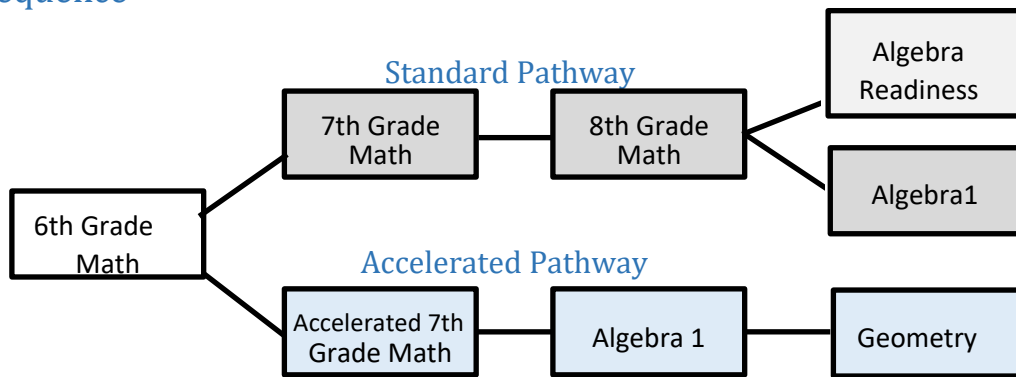 Standard Pathway
Algebra
Readiness
7th Grade
Math
8th Grade
Math
Algebra1
6th Grade
Math
Accelerated Pathway
Accelerated 7th
Grade Math
Algebra 1
Geometry